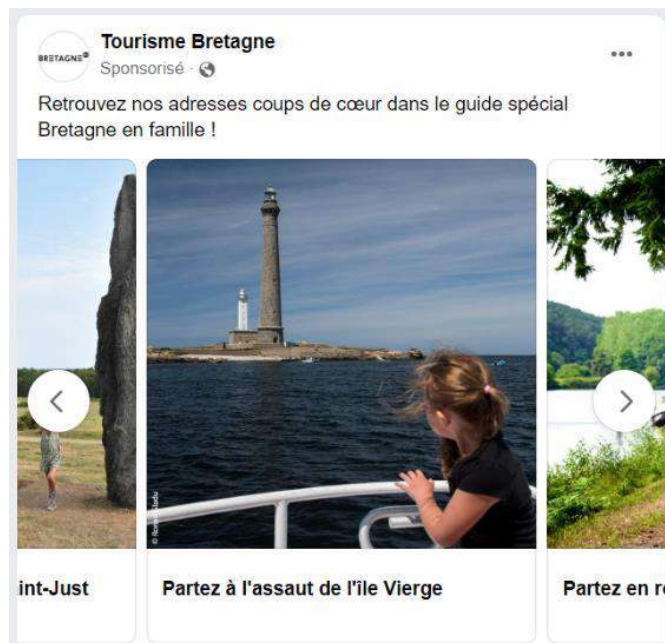 BRETAGNE
Tourisme Bretagne
Sponsorisé ·
Retrouvez nos adresses coups de cœur dans le guide spécial
Bretagne en famille !
int-Just
Partez à l'assaut de l'île Vierge
Partez en r